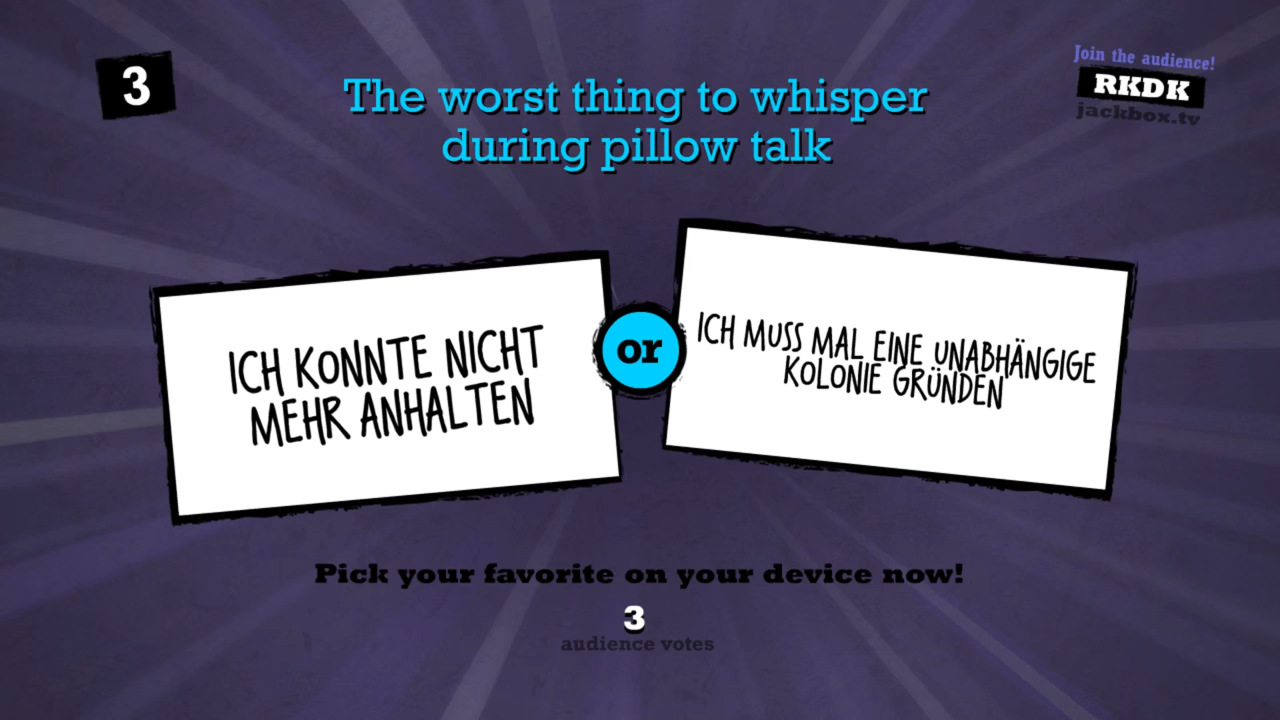 3
Join the audience!
RKDK
jackbox.tv
The worst thing to whisper
during pillow talk
ICH KONNTE NICHT
MEHR ANHALTEN
or
ICH MUSS MAL EINE UNABHÄNGIGE
KOLONIE GRÜNDEN
Pick your favorite on your device now!
3
audience votes